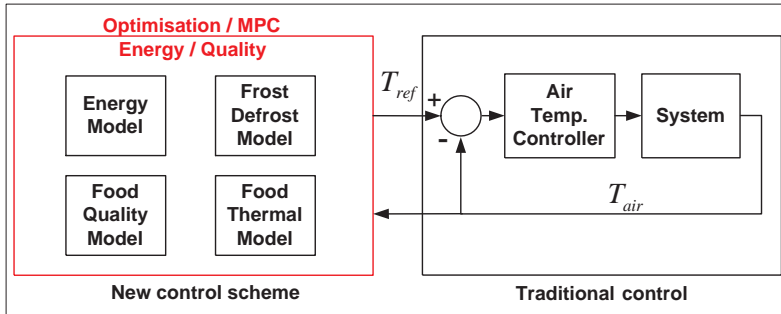 Optimisation / MPC
Energy / Quality
Energy
Model
Frost
Defrost
Model
Food
Quality
Model
Food
Thermal
Model
New control scheme
T_ref
+
-
Air
Temp.
Controller
System
T_air
Traditional control